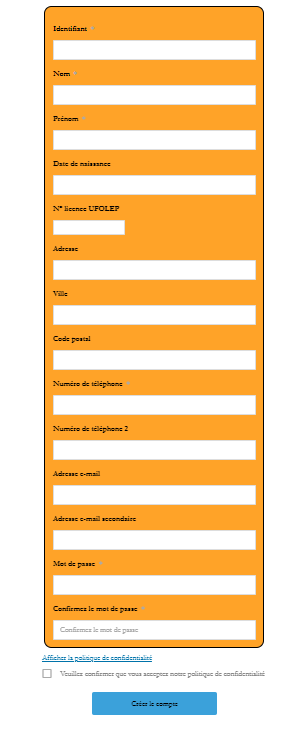 Identifiant *
Nom *
Prénom *
Date de naissance
N° licence UFOLEP
Adresse
Ville
Code postal
Numéro de téléphone *
Numéro de téléphone 2
Adresse e-mail
Adresse e-mail secondaire
Mot de passe *
Confirmez le mot de passe *
Confirmez le mot de passe
Afficher la politique de confidentialité
Veuillez confirmer que vous acceptez notre politique de confidentialité
Créer le compte